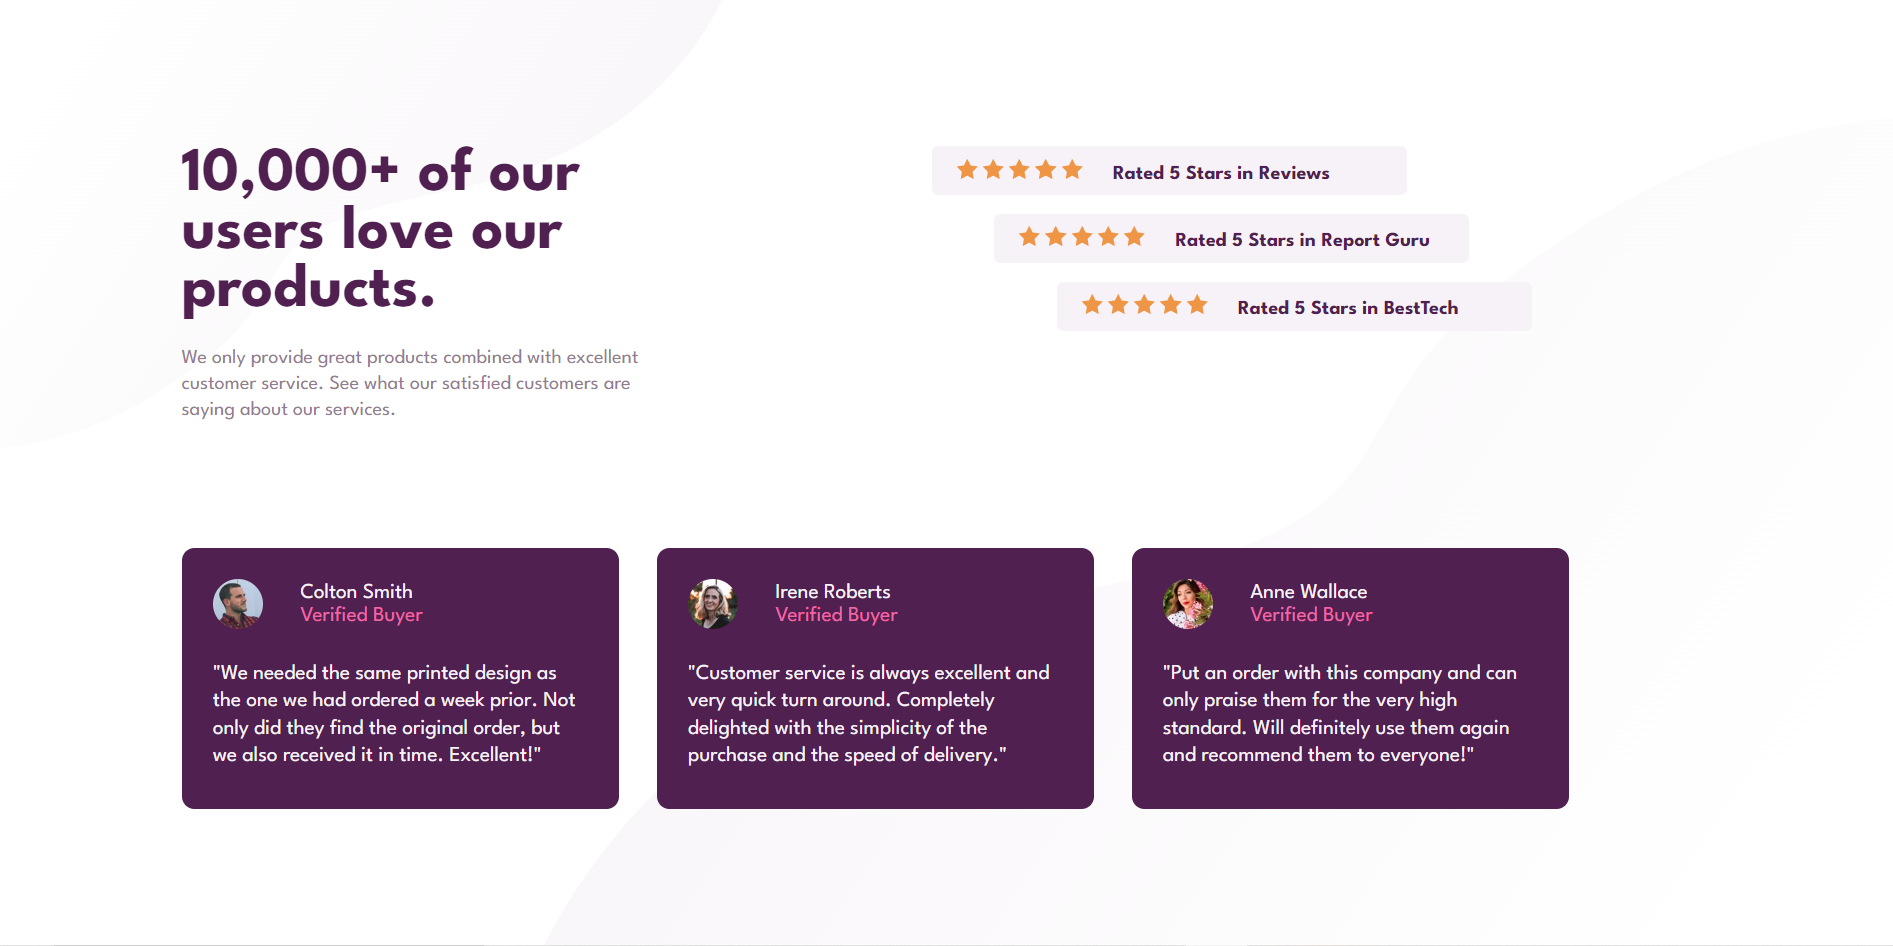 10,000+ of our
users love our
products.
We only provide great products combined with excellent
customer service. See what our satisfied customers are
saying about our services.
Rated 5 Stars in Reviews
Rated 5 Stars in Report Guru
Rated 5 Stars in BestTech
Colton Smith
Verified Buyer
"We needed the same printed design as
the one we had ordered a week prior. Not
only did they find the original order, but
we also received it in time. Excellent!"
Irene Roberts
Verified Buyer
"Customer service is always excellent and
very quick turn around. Completely
delighted with the simplicity of the
purchase and the speed of delivery."
Anne Wallace
Verified Buyer
"Put an order with this company and can
only praise them for the very high
standard. Will definitely use them again
and recommend them to everyone!"